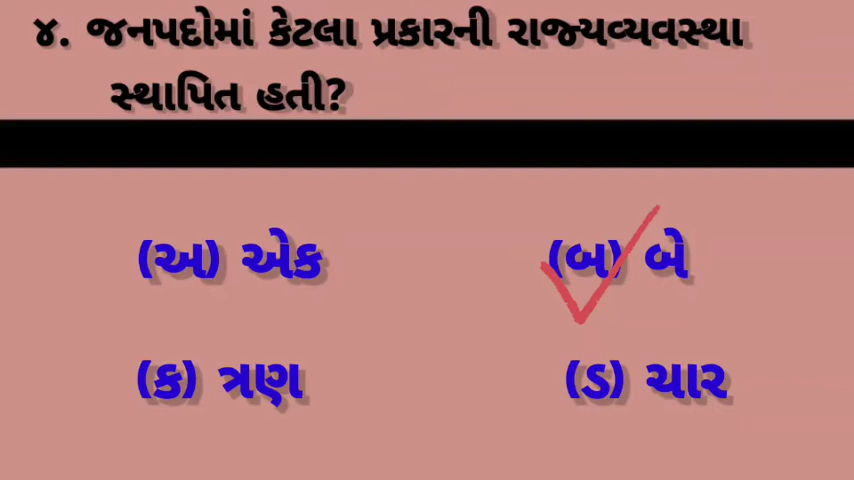 ૪. જનપદોમાં કેટલા પ્રકારની રાજ્યવ્યવસ્થા
સ્થાપિત હતી?
(અ) એક
(બ) બે
(ક) ત્રણ
(ડ) ચાર